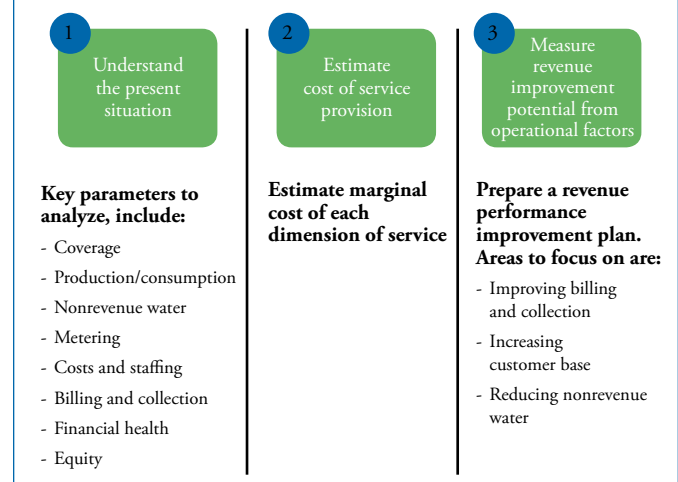 1
Understand
the present
situation
Key parameters to
analyze, include:
- Coverage
- Production/consumption
- Nonrevenue water
- Metering
- Costs and staffing
- Billing and collection
- Financial health
- Equity
2
Estimate
cost of service
provision
Estimate marginal
cost of each
dimension of service
3
Measure
revenue
improvement
potential from
operational factors
Prepare a revenue
performance
improvement plan.
Areas to focus on are:
- Improving billing
and collection
- Increasing
customer base
- Reducing nonrevenue
water